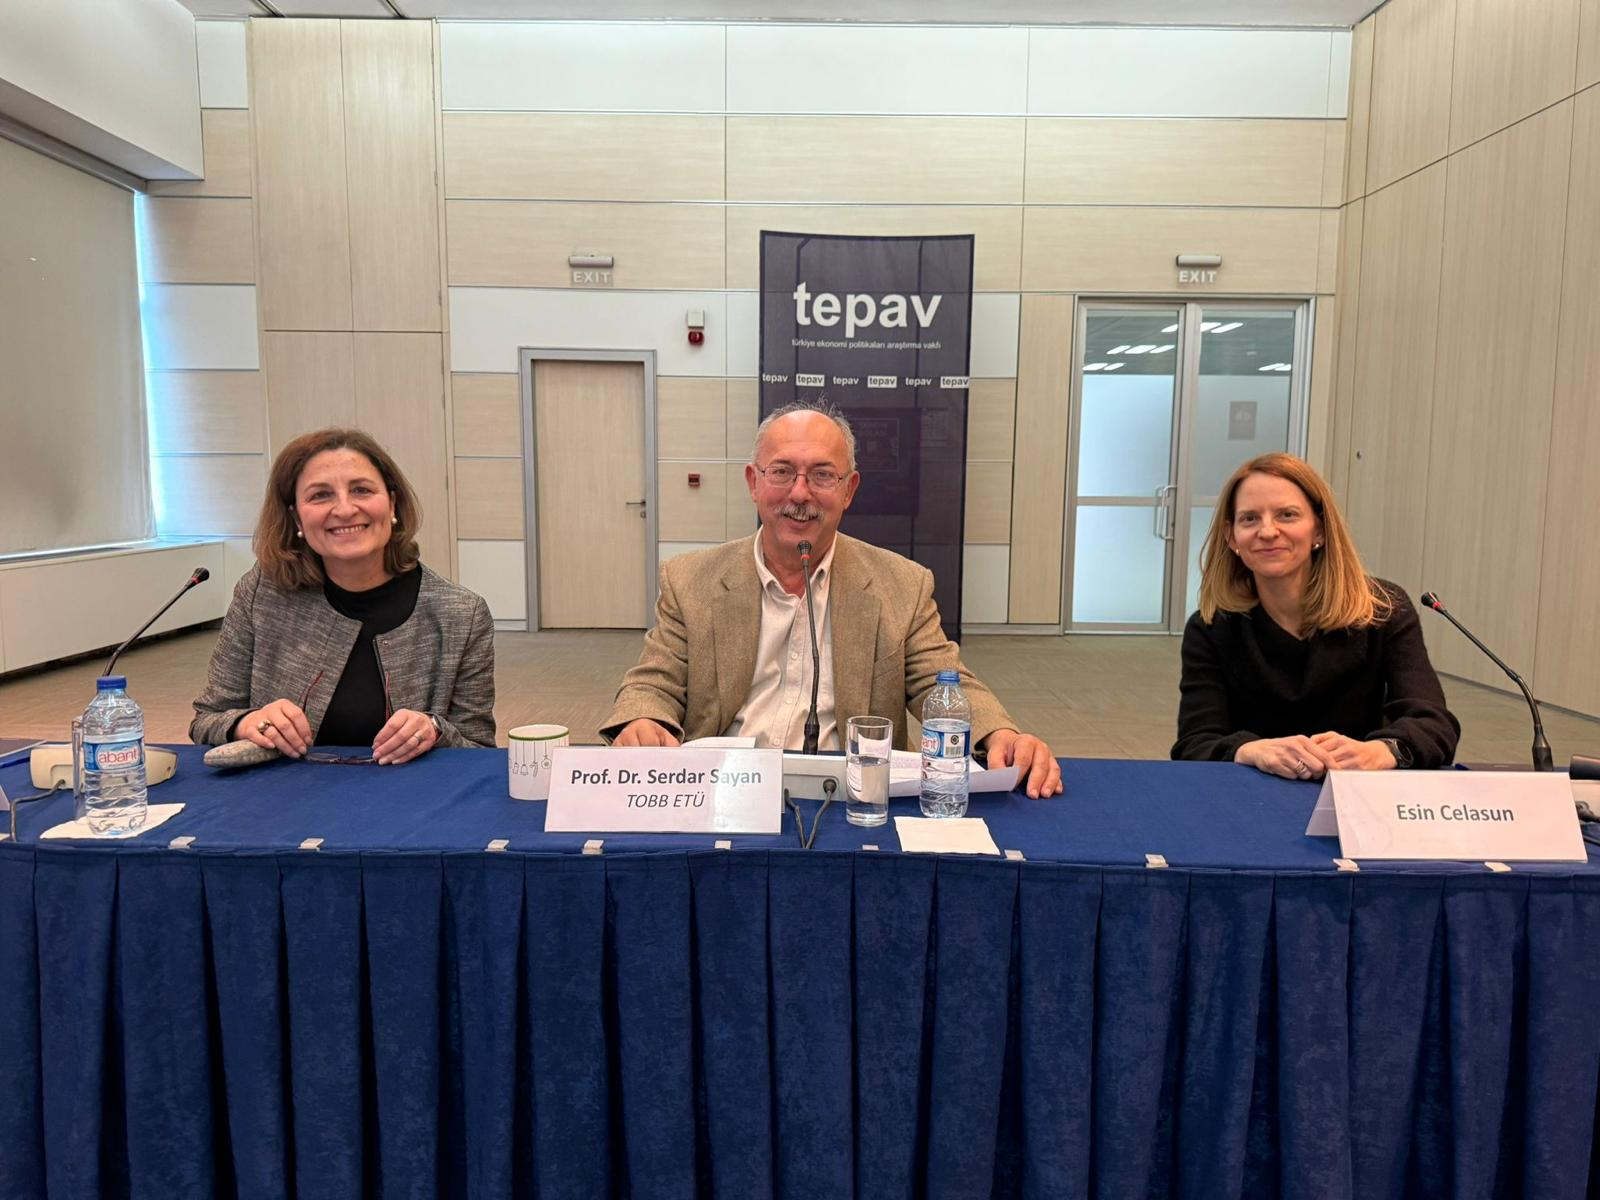 EXIT
EXIT
tepav
türkiye ekonomi politikaları araştırma vakfı
tepav tepav tepav tepav tepav tepav
abant
Prof. Dr. Serdar Sayan
TOBB ETÜ
Esin Celasun